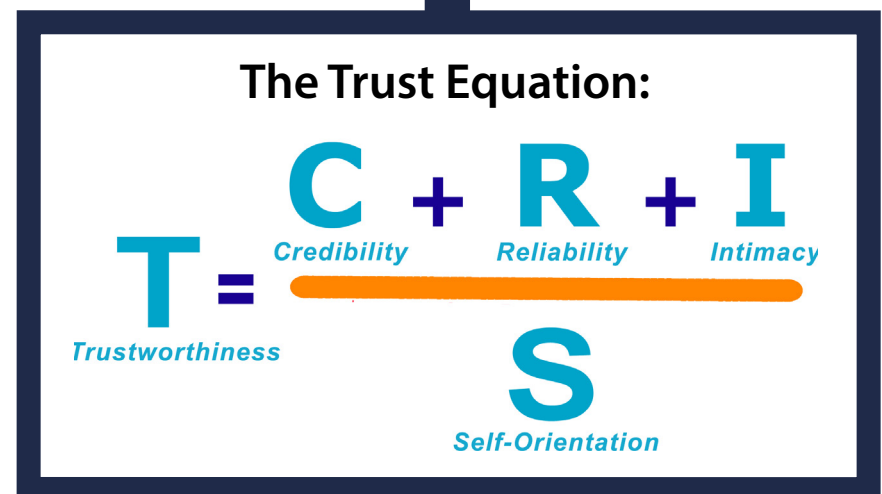 The Trust Equation:
C + R + I
Credibility Reliability Intimacy
T =
Trustworthiness
S
Self-Orientation